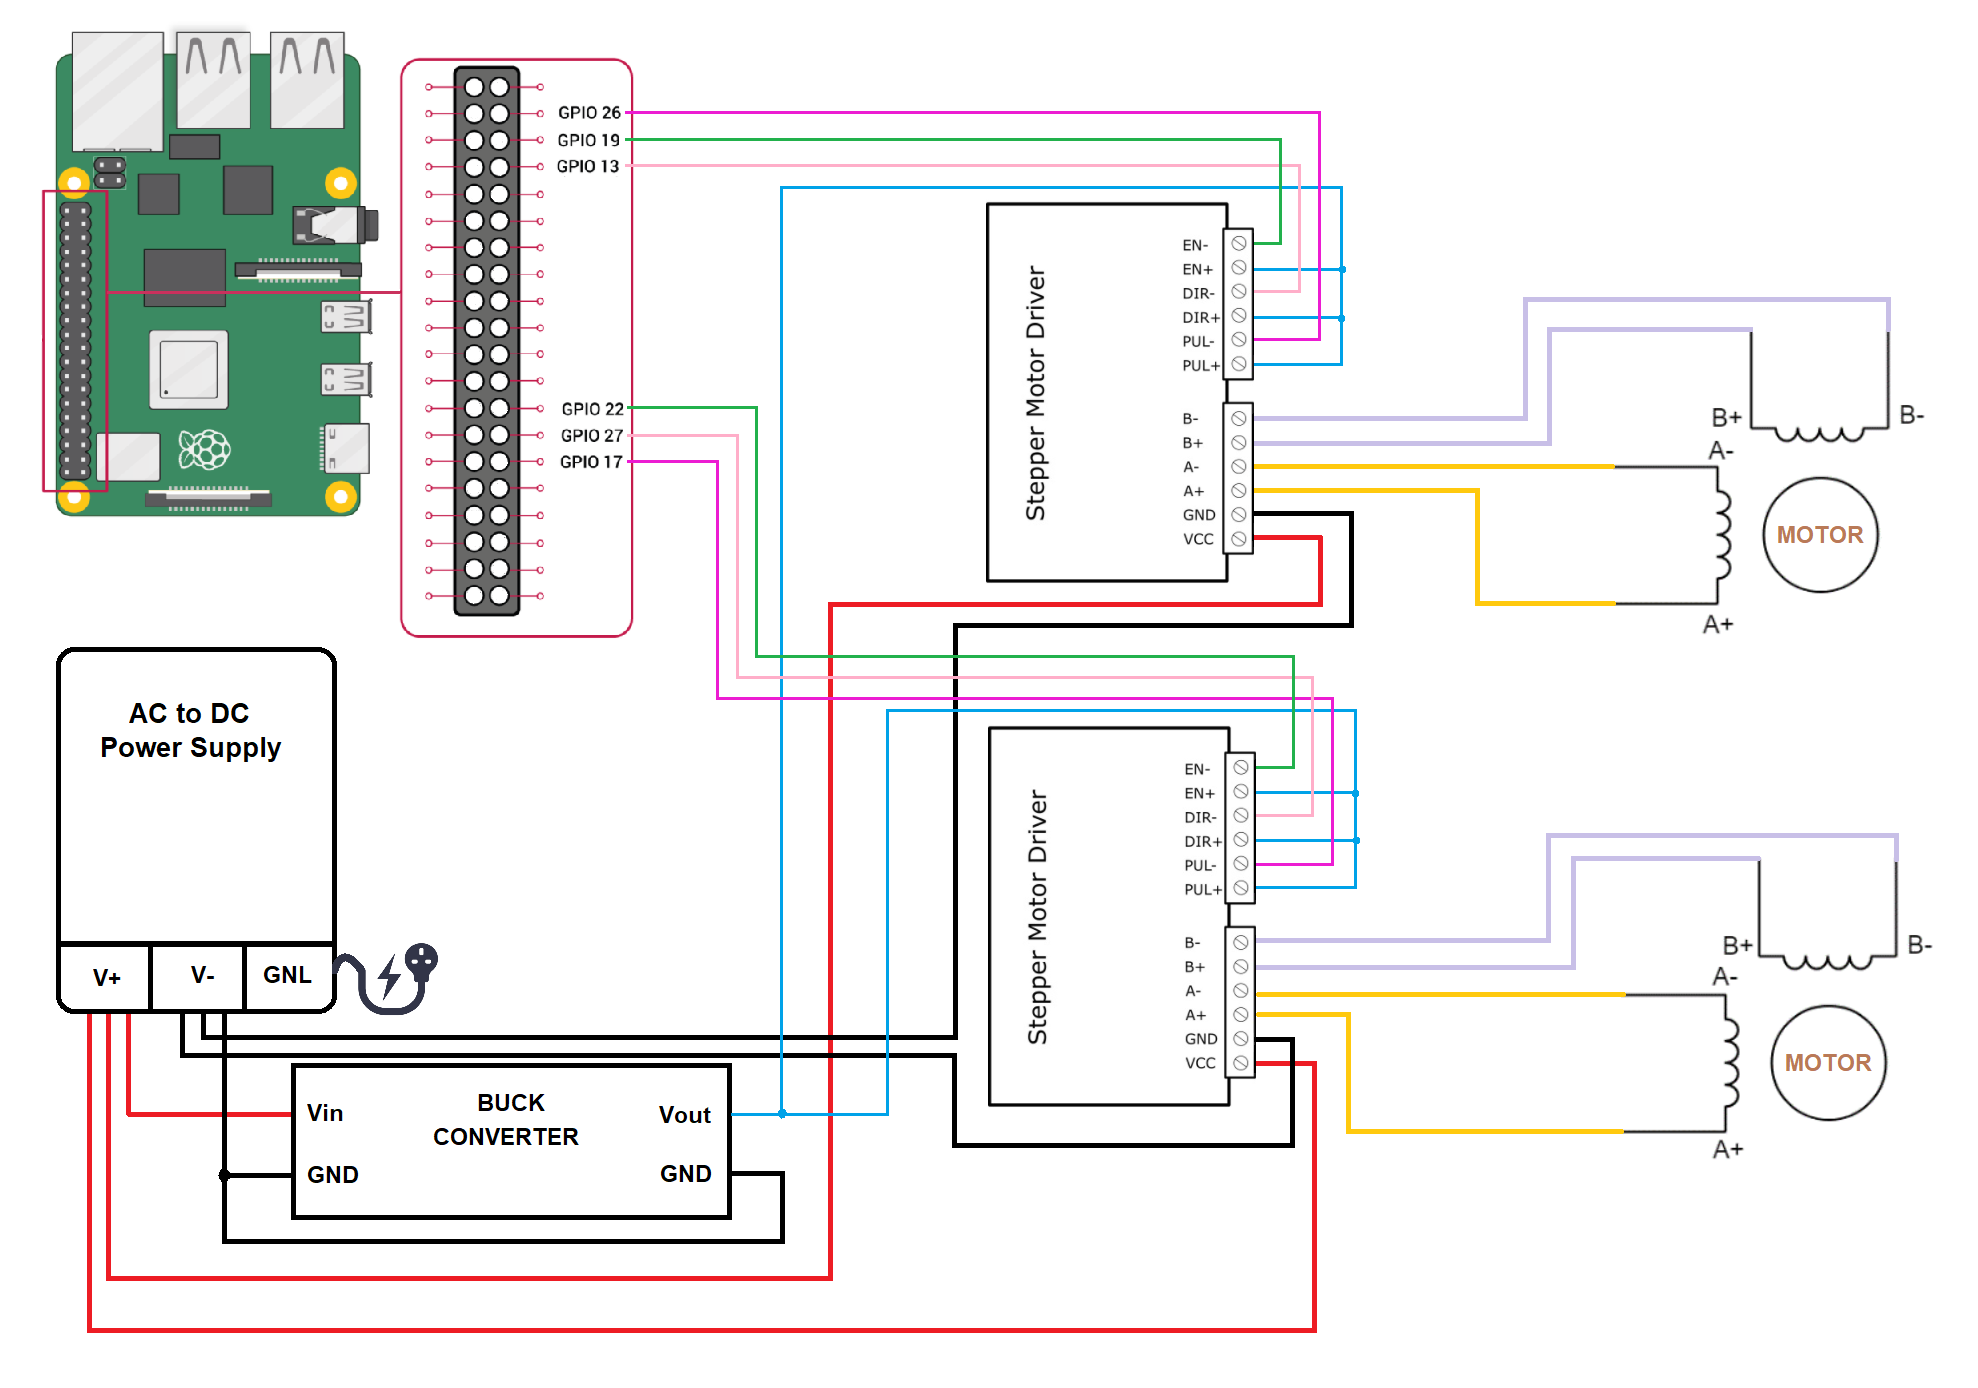 GPIO 26
GPIO 19
GPIO 13
GPIO 22
GPIO 27
GPIO 17
Stepper Motor Driver
EN-
EN+
DIR-
DIR+
PUL-
PUL+
B-
B+
A-
A+
GND
VCC
B+
B-
A-
MOTOR
A+
AC to DC
Power Supply
V+
V-
GNL
Stepper Motor Driver
EN-
EN+
DIR-
DIR+
PUL-
PUL+
B-
B+
A-
A+
GND
VCC
B+
B-
A-
MOTOR
A+
BUCK
CONVERTER
Vin
Vout
GND
GND